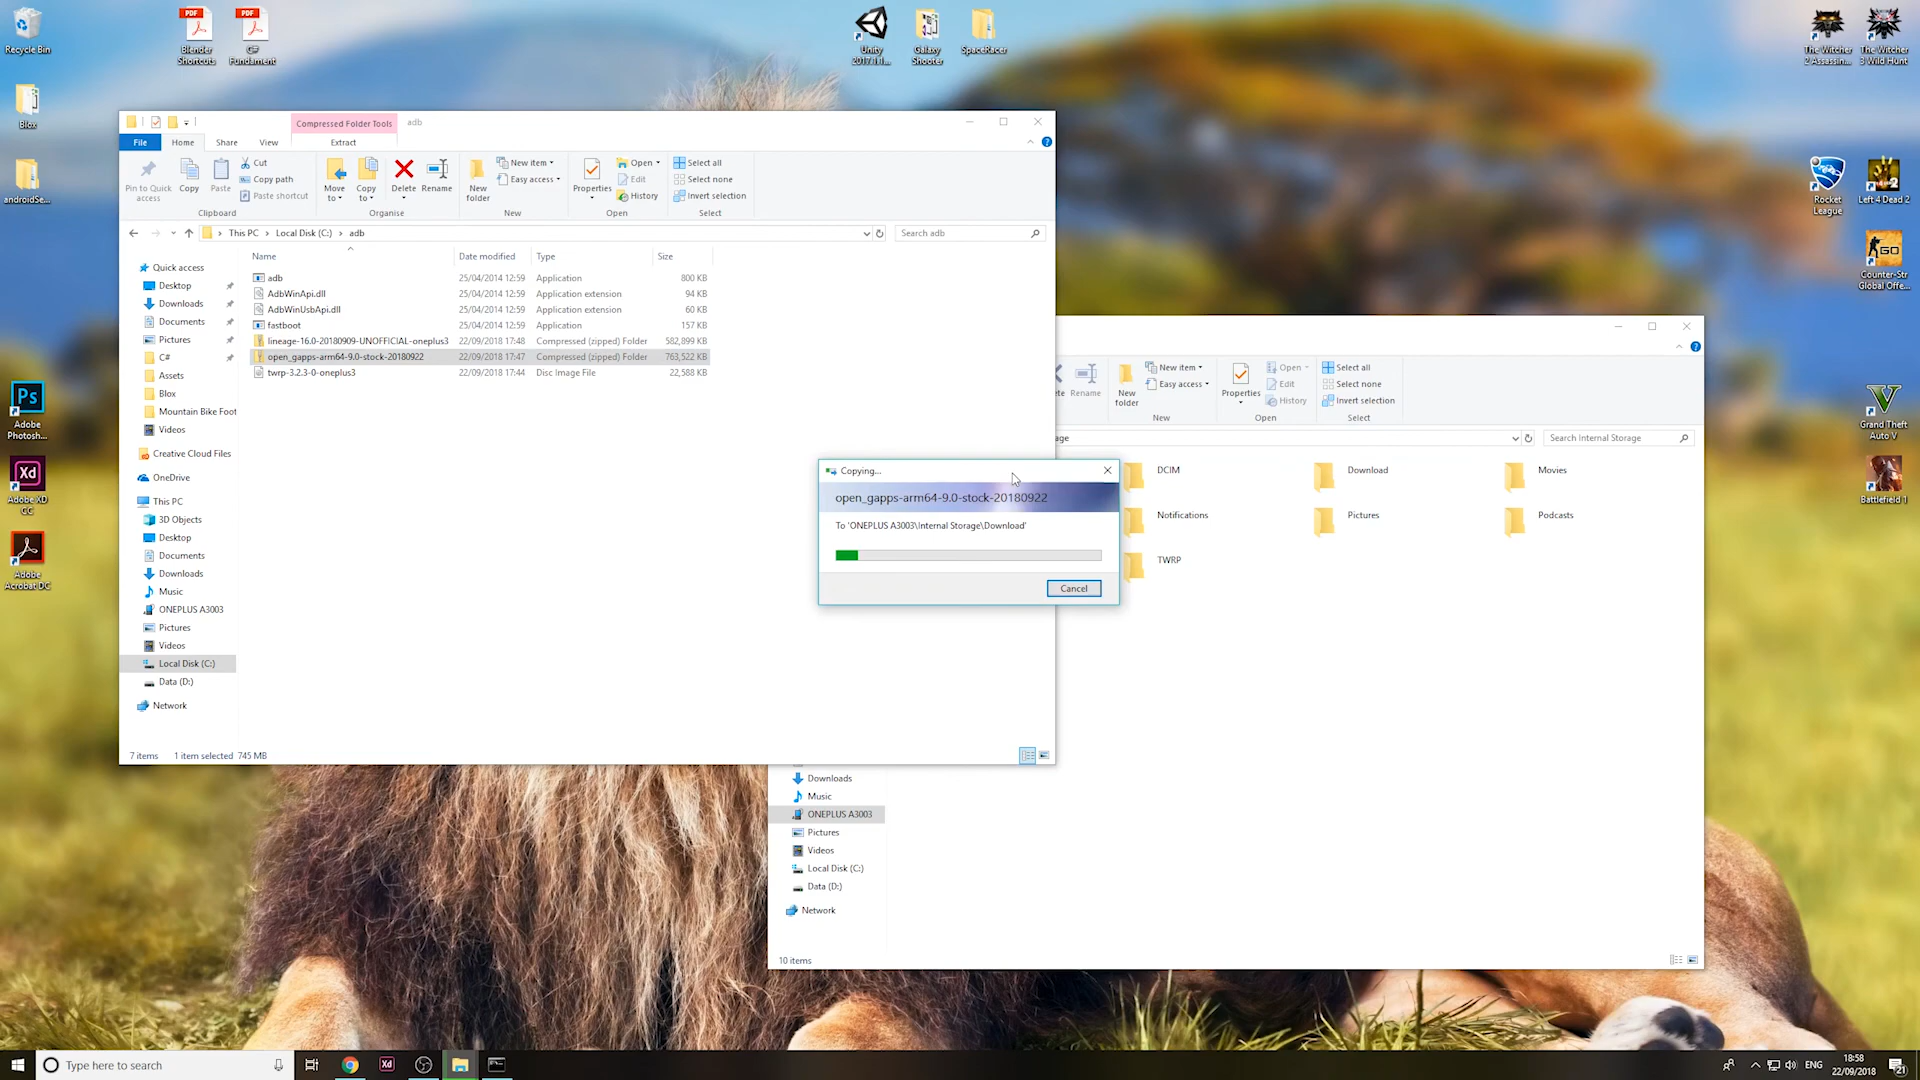 Recycle Bin
Blender
Shortcuts
C#
Fundament
Unity
2017.1.1...
Galaxy
Shooter
SpaceRacer
The Witcher
2 Assassin...
The Witcher
3 Wild Hunt
Blox
androidSe...
Adobe
Photosh...
Adobe XD
CC
Adobe
Acrobat DC
Rocket
League
Left 4 Dead 2
Counter-Str
Global Offe...
Grand Theft
Auto V
Battlefield 1
Compressed Folder Tools
adb
File
Home
Share
View
Extract
Pin to Quick
access
Copy
Paste
Cut
Copy path
Paste shortcut
Clipboard
Move
to
Copy
to
Delete
Rename
Organise
New
folder
New item
Easy access
New
Properties
Open
Edit
History
Open
Select all
Select none
Invert selection
Select
This PC
Local Disk (C:)
adb
Search adb
Name
Date modified
Type
Size
adb 25/04/2014 12:59 Application 800 KB
AdbWinApi.dll 25/04/2014 12:59 Application extension 94 KB
AdbWinUsbApi.dll 25/04/2014 12:59 Application extension 60 KB
fastboot 25/04/2014 12:59 Application 157 KB
lineage-16.0-20180909-UNOFFICIAL-oneplus3 22/09/2018 17:48 Compressed (zipped) Folder 582,899 KB
open_gapps-arm64-9.0-stock-20180922 22/09/2018 17:47 Compressed (zipped) Folder 763,522 KB
twrp-3.2.3-0-oneplus3 22/09/2018 17:44 Disc Image File 22,588 KB
Quick access
Desktop
Downloads
Documents
Pictures
C#
Assets
Blox
Mountain Bike Foot
Videos
Creative Cloud Files
OneDrive
This PC
3D Objects
Desktop
Documents
Downloads
Music
ONEPLUS A3003
Pictures
Videos
Local Disk (C:)
Data (D:)
Network
7 items
1 item selected 745 MB
Copying...
open_gapps-arm64-9.0-stock-20180922
To 'ONEPLUS A3003\Internal Storage\Download'
Cancel
Rename
New
folder
New item
Easy access
New
Properties
Open
Edit
History
Open
Select all
Select none
Invert selection
Select
age
Search Internal Storage
DCIM
Download
Movies
Notifications
Pictures
Podcasts
TWRP
Downloads
Music
ONEPLUS A3003
Pictures
Videos
Local Disk (C:)
Data (D:)
Network
10 items
Type here to search
ENG
18:58
22/09/2018
21